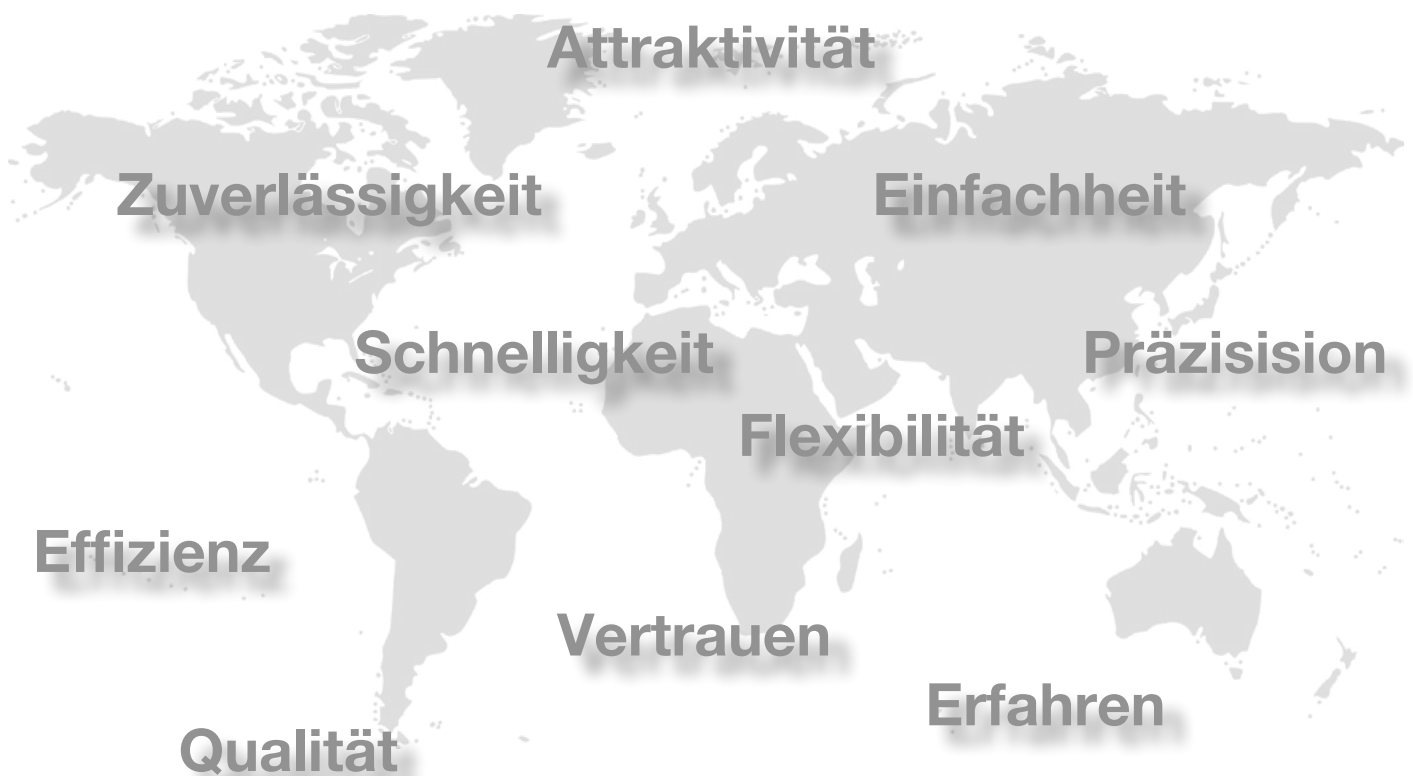 Attraktivität
Zuverlässigkeit
Einfachheit
Schnelligkeit
Präzisision
Flexibilität
Effizienz
Vertrauen
Erfahren
Qualität